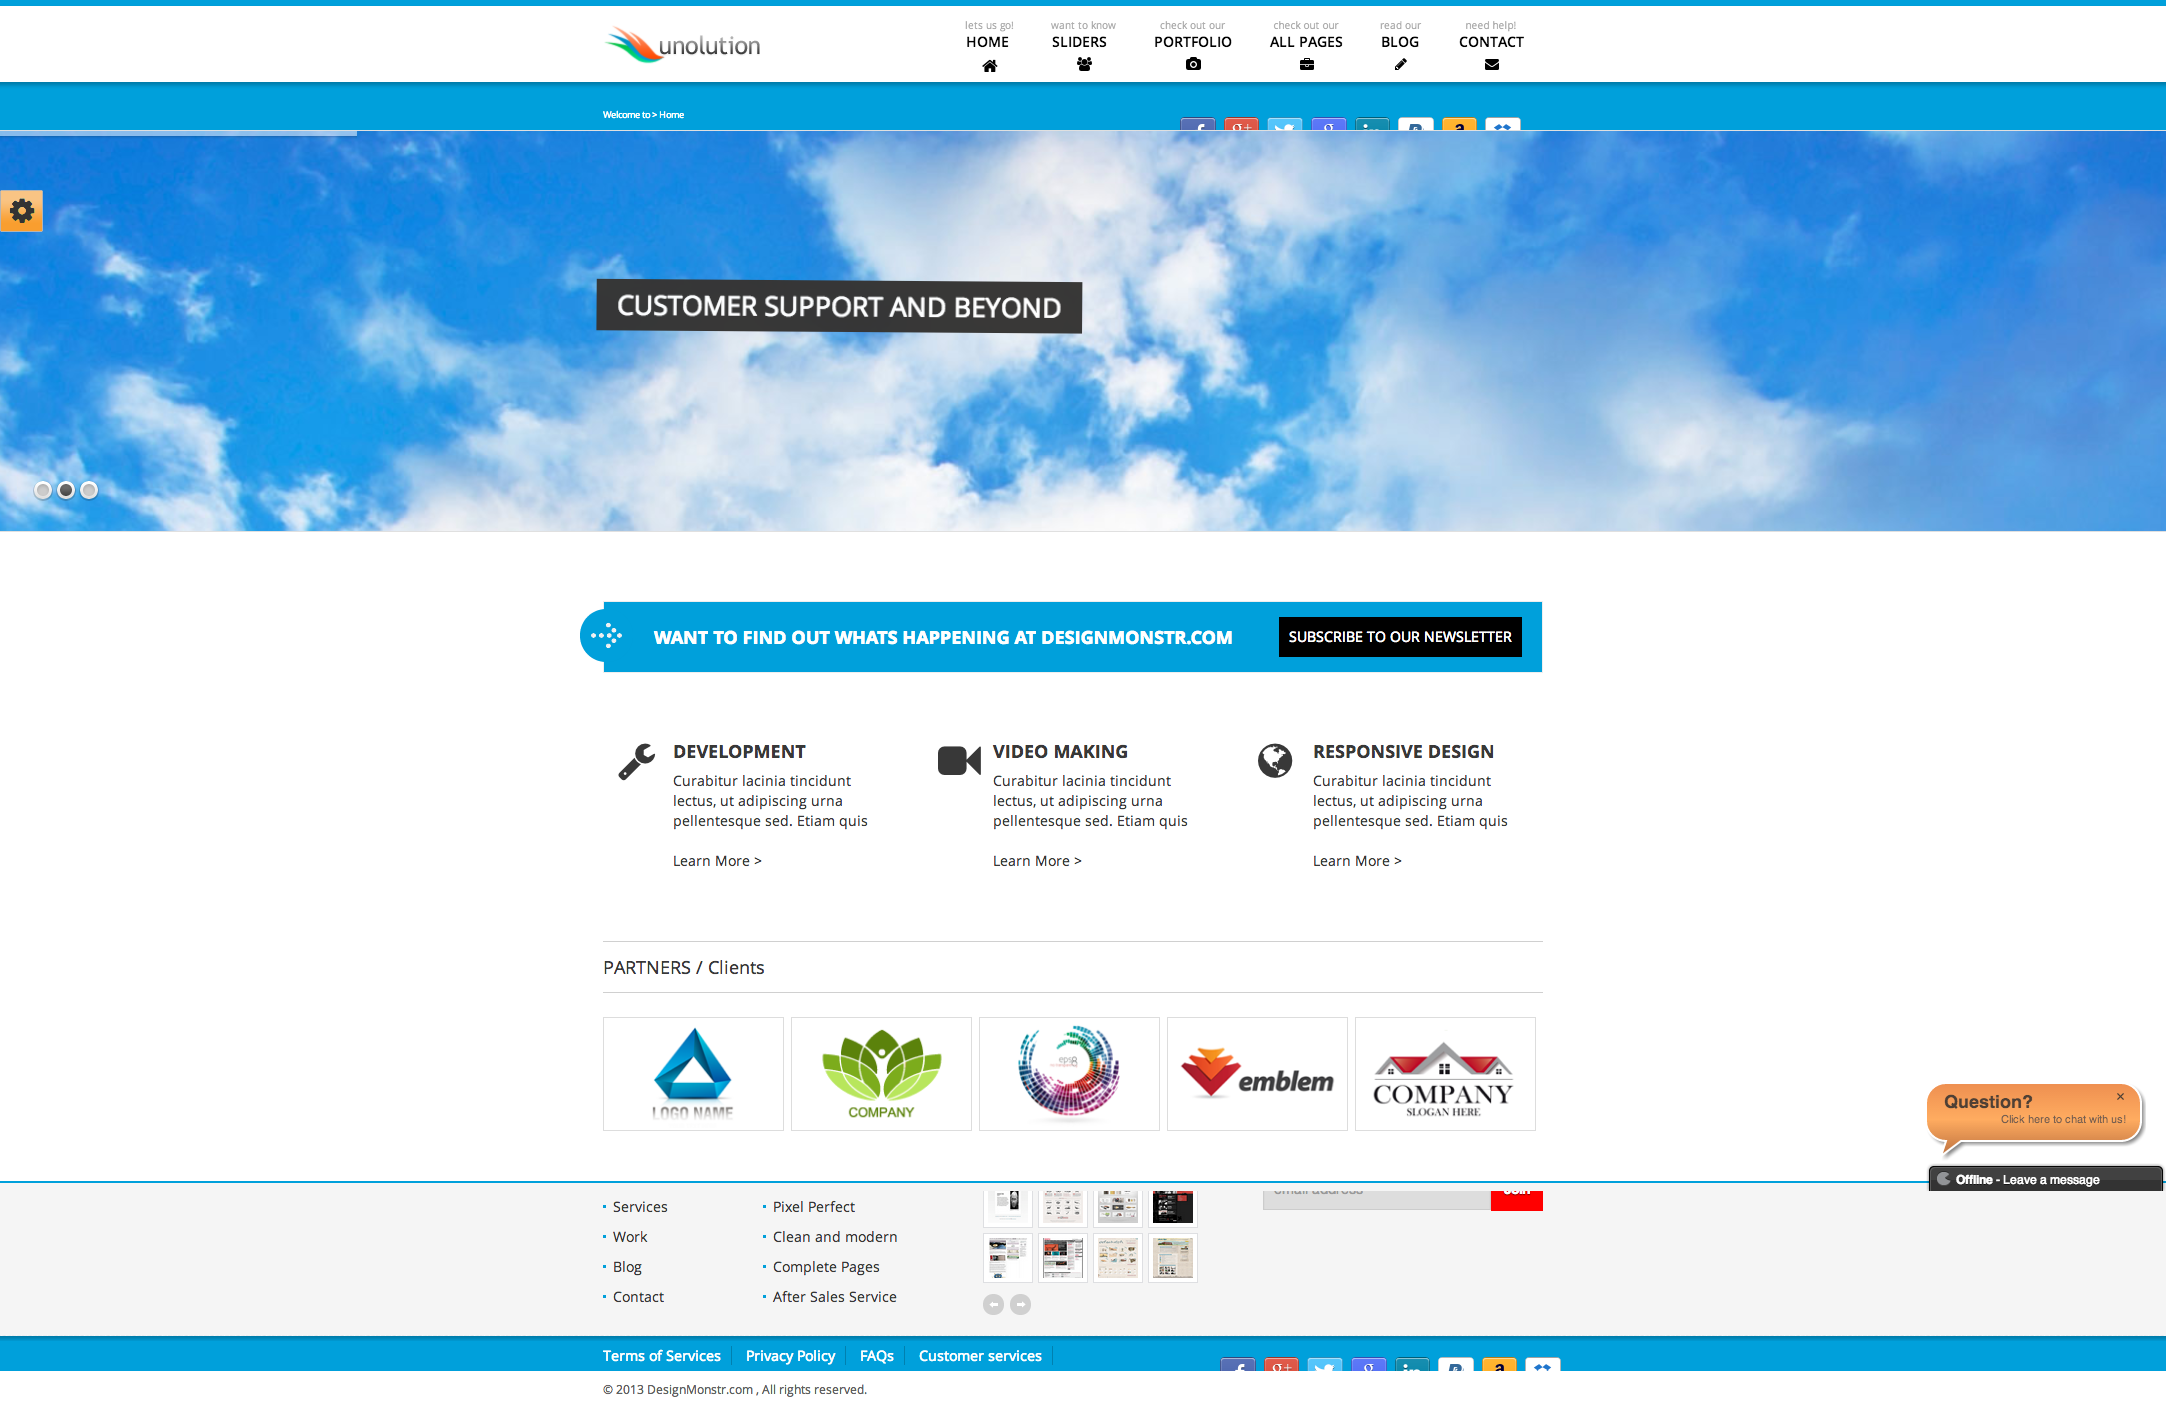 lets us go!
want to know
check out our
check out our
read our
need help!
unolution
HOME
SLIDERS
PORTFOLIO
ALL PAGES
BLOG
CONTACT
Welcome to > Home
CUSTOMER SUPPORT AND BEYOND
WANT TO FIND OUT WHATS HAPPENING AT DESIGNMONSTR.COM
SUBSCRIBE TO OUR NEWSLETTER
DEVELOPMENT
Curabitur lacinia tincidunt
lectus, ut adipiscing urna
pellentesque sed. Etiam quis
Learn More >
VIDEO MAKING
Curabitur lacinia tincidunt
lectus, ut adipiscing urna
pellentesque sed. Etiam quis
Learn More >
RESPONSIVE DESIGN
Curabitur lacinia tincidunt
lectus, ut adipiscing urna
pellentesque sed. Etiam quis
Learn More >
PARTNERS / Clients
LOGO NAME
COMPANY
eps8
emblem
COMPANY
SLOGAN HERE
Question?
Click here to chat with us!
Offline - Leave a message
email address
Join
Services
Work
Blog
Contact
Pixel Perfect
Clean and modern
Complete Pages
After Sales Service
Terms of Services
Privacy Policy
FAQs
Customer services
© 2013 DesignMonstr.com , All rights reserved.